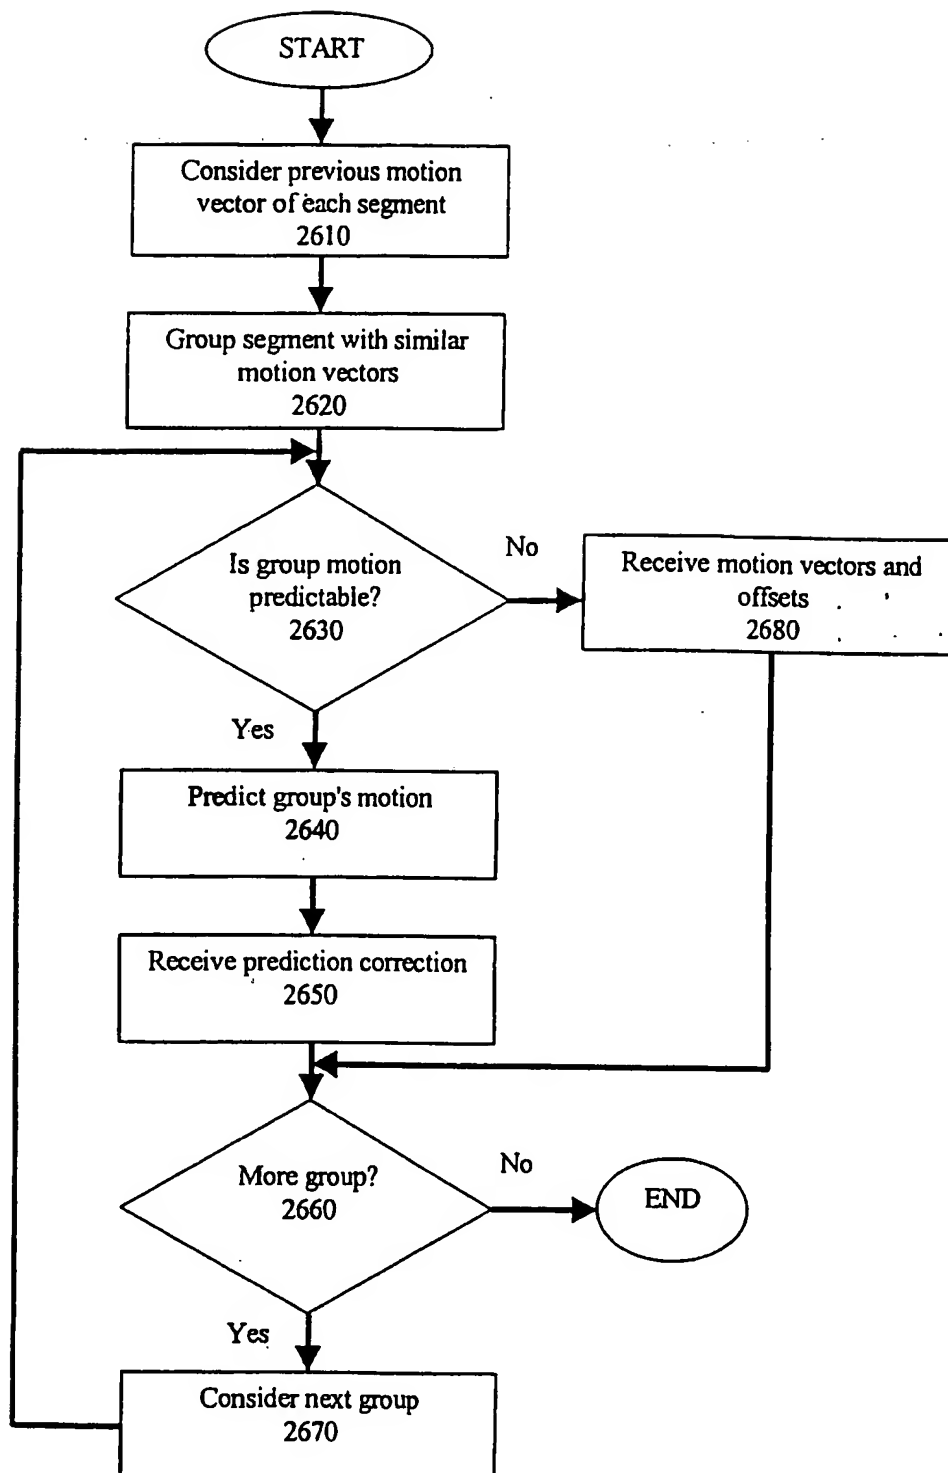 START
Consider previous motion
vector of each segment
2610
Group segment with similar
motion vectors
2620
Is group motion
predictable?
2630
No
Receive motion vectors and
offsets
2680
Yes
Predict group's motion
2640
Receive prediction correction
2650
More group?
2660
No
END
Yes
Consider next group
2670